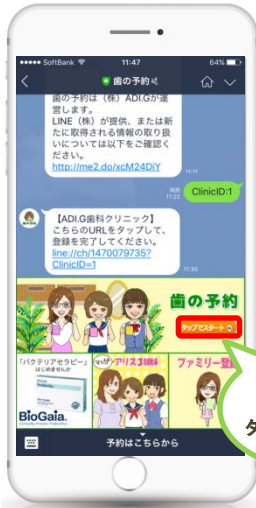 SoftBank 11:47 64%
歯の予約
歯の予約は（株）ADI.Gが運
営します。
LINE（株）が提供、または新
たに取得される情報の取り扱
いについては以下をご確認く
ださい。
http://me2.do/xcM24DiY
11:11
既読
11:22
ClinicID:1
【ADI.G歯科クリニック】
こちらのURLをタップして、
登録を完了してください。
line://ch/1470079735?
ClinicID=1
11:30
歯の予約
タップでスタート
「バクテリアセラピー」
はじめませんか
BioGaia
アリス3姉妹
ファミリー登録
BioGaia.
予約はこちらから
タ